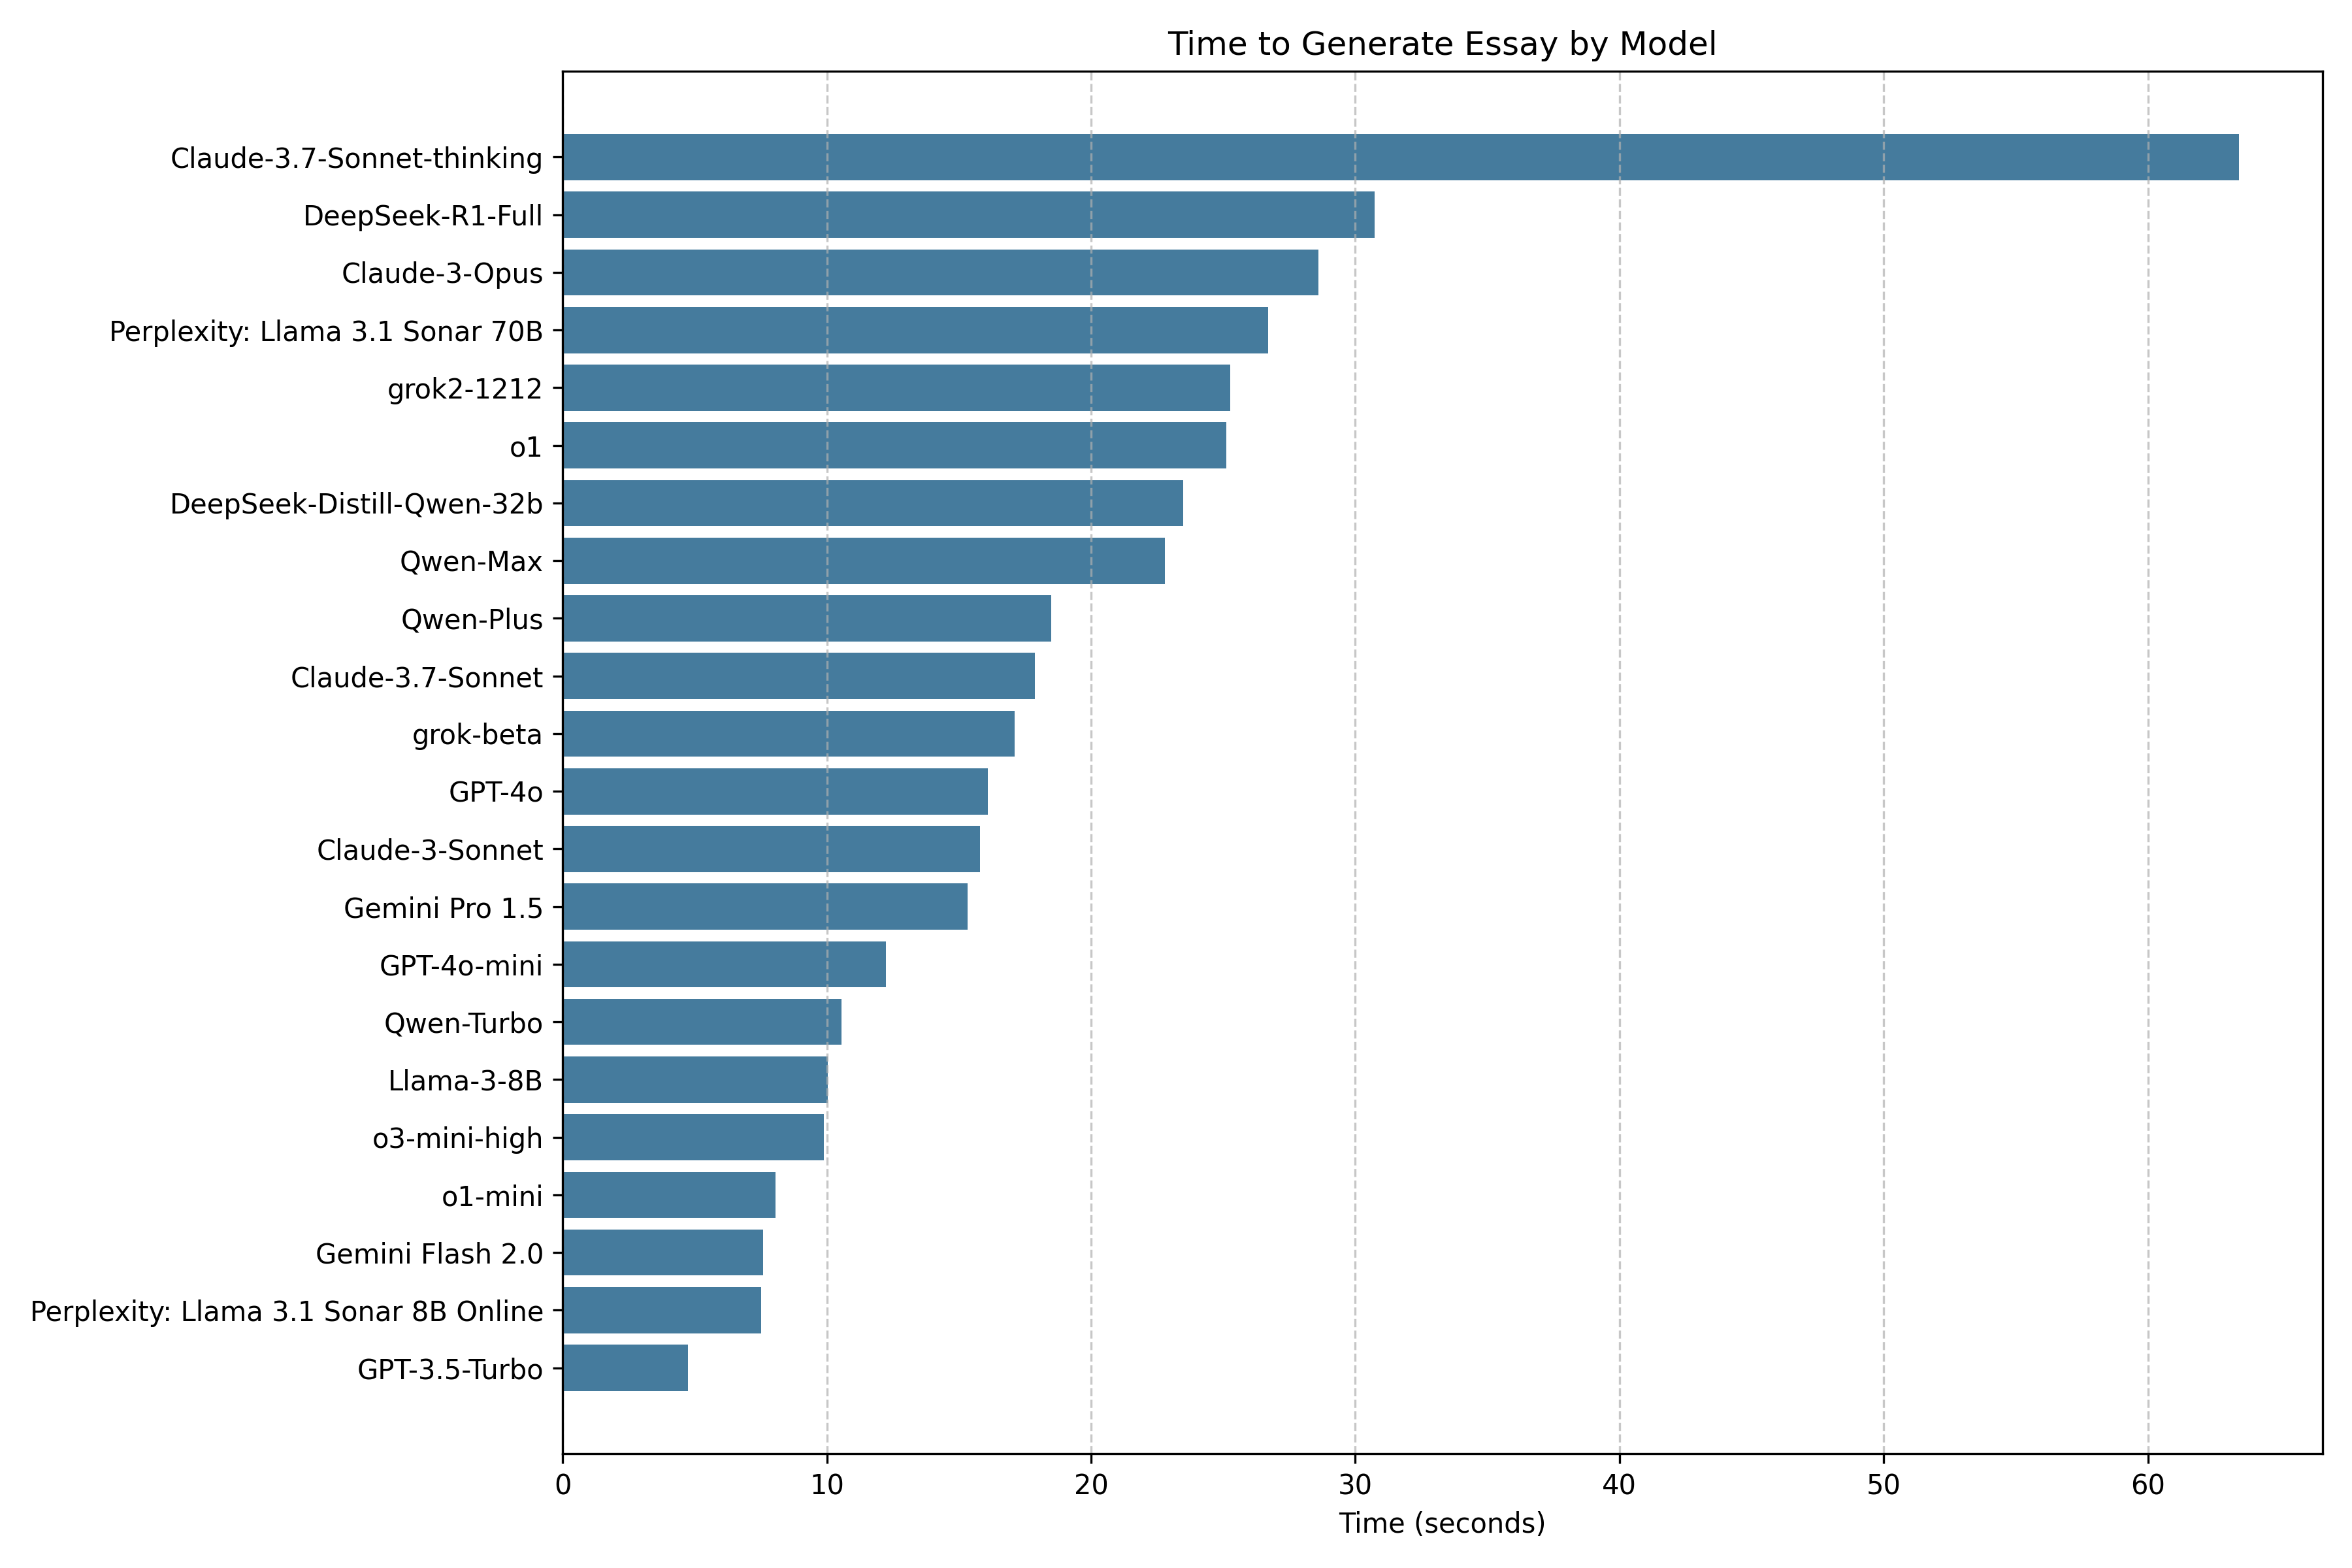 Time to Generate Essay by Model
Claude-3.7-Sonnet-thinking
DeepSeek-R1-Full
Claude-3-Opus
Perplexity: Llama 3.1 Sonar 70B
grok2-1212
o1
DeepSeek-Distill-Qwen-32b
Qwen-Max
Qwen-Plus
Claude-3.7-Sonnet
grok-beta
GPT-4o
Claude-3-Sonnet
Gemini Pro 1.5
GPT-4o-mini
Qwen-Turbo
Llama-3-8B
o3-mini-high
o1-mini
Gemini Flash 2.0
Perplexity: Llama 3.1 Sonar 8B Online
GPT-3.5-Turbo
0 10 20 30 40 50 60
Time (seconds)